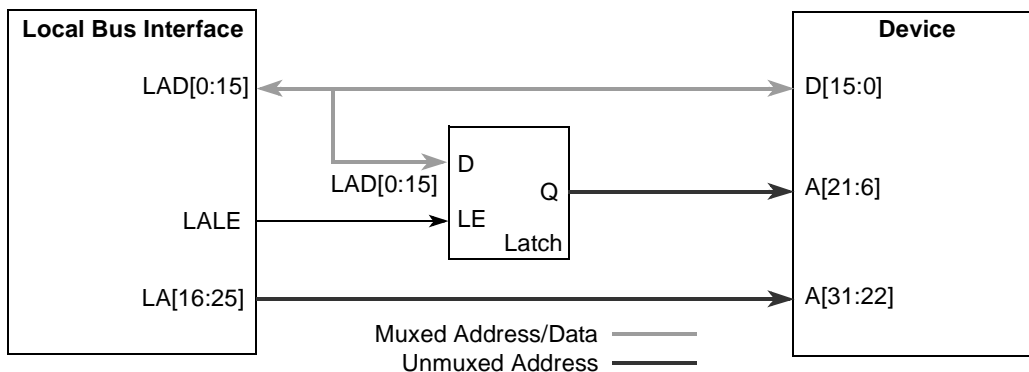 Local Bus Interface
Device
LAD[0:15]
D[15:0]
D
LAD[0:15]
Q
A[21:6]
LALE
LE
Latch
LA[16:25]
A[31:22]
Muxed Address/Data
Unmuxed Address